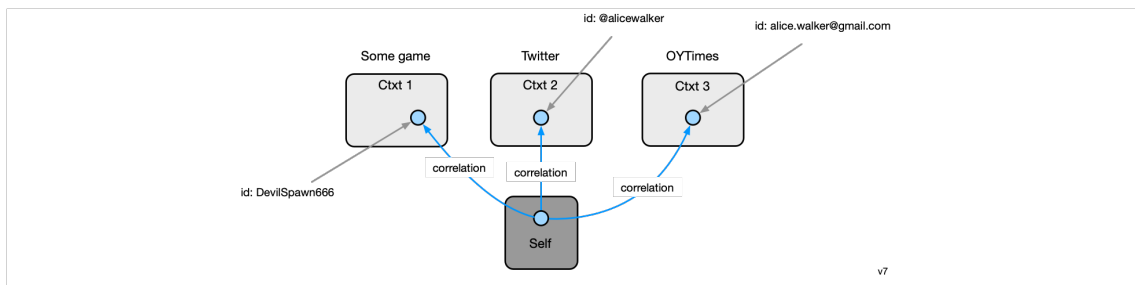 id: @alicewalker
id: alice.walker@gmail.com
Some game
Twitter
OYTimes
Ctxt 1
Ctxt 2
Ctxt 3
correlation
correlation
correlation
id: DevilSpawn666
Self
v7